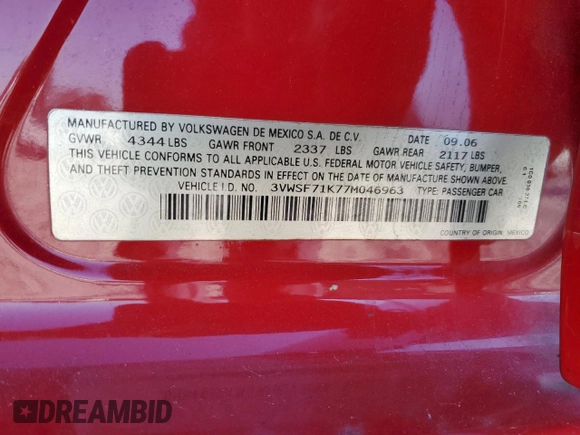 MANUFACTURED BY VOLKSWAGEN DE MEXICO S.A. DE C.V. DATE 09.06
GVWR 4344 LBS GAWR FRONT 2337 LBS GAWR REAR 2117 LBS
THIS VEHICLE CONFORMS TO ALL APPLICABLE U.S. FEDERAL MOTOR VEHICLE SAFETY, BUMPER,
AND THEFT PREVENTION STANDARDS IN EFFECT ON THE DATE OF MANUFACTURE SHOWN ABOVE.
VEHICLE I.D. NO. 3VWSF71K77M046963 TYPE: PASSENGER CAR
COUNTRY OF ORIGIN: MEXICO
DREAMBID